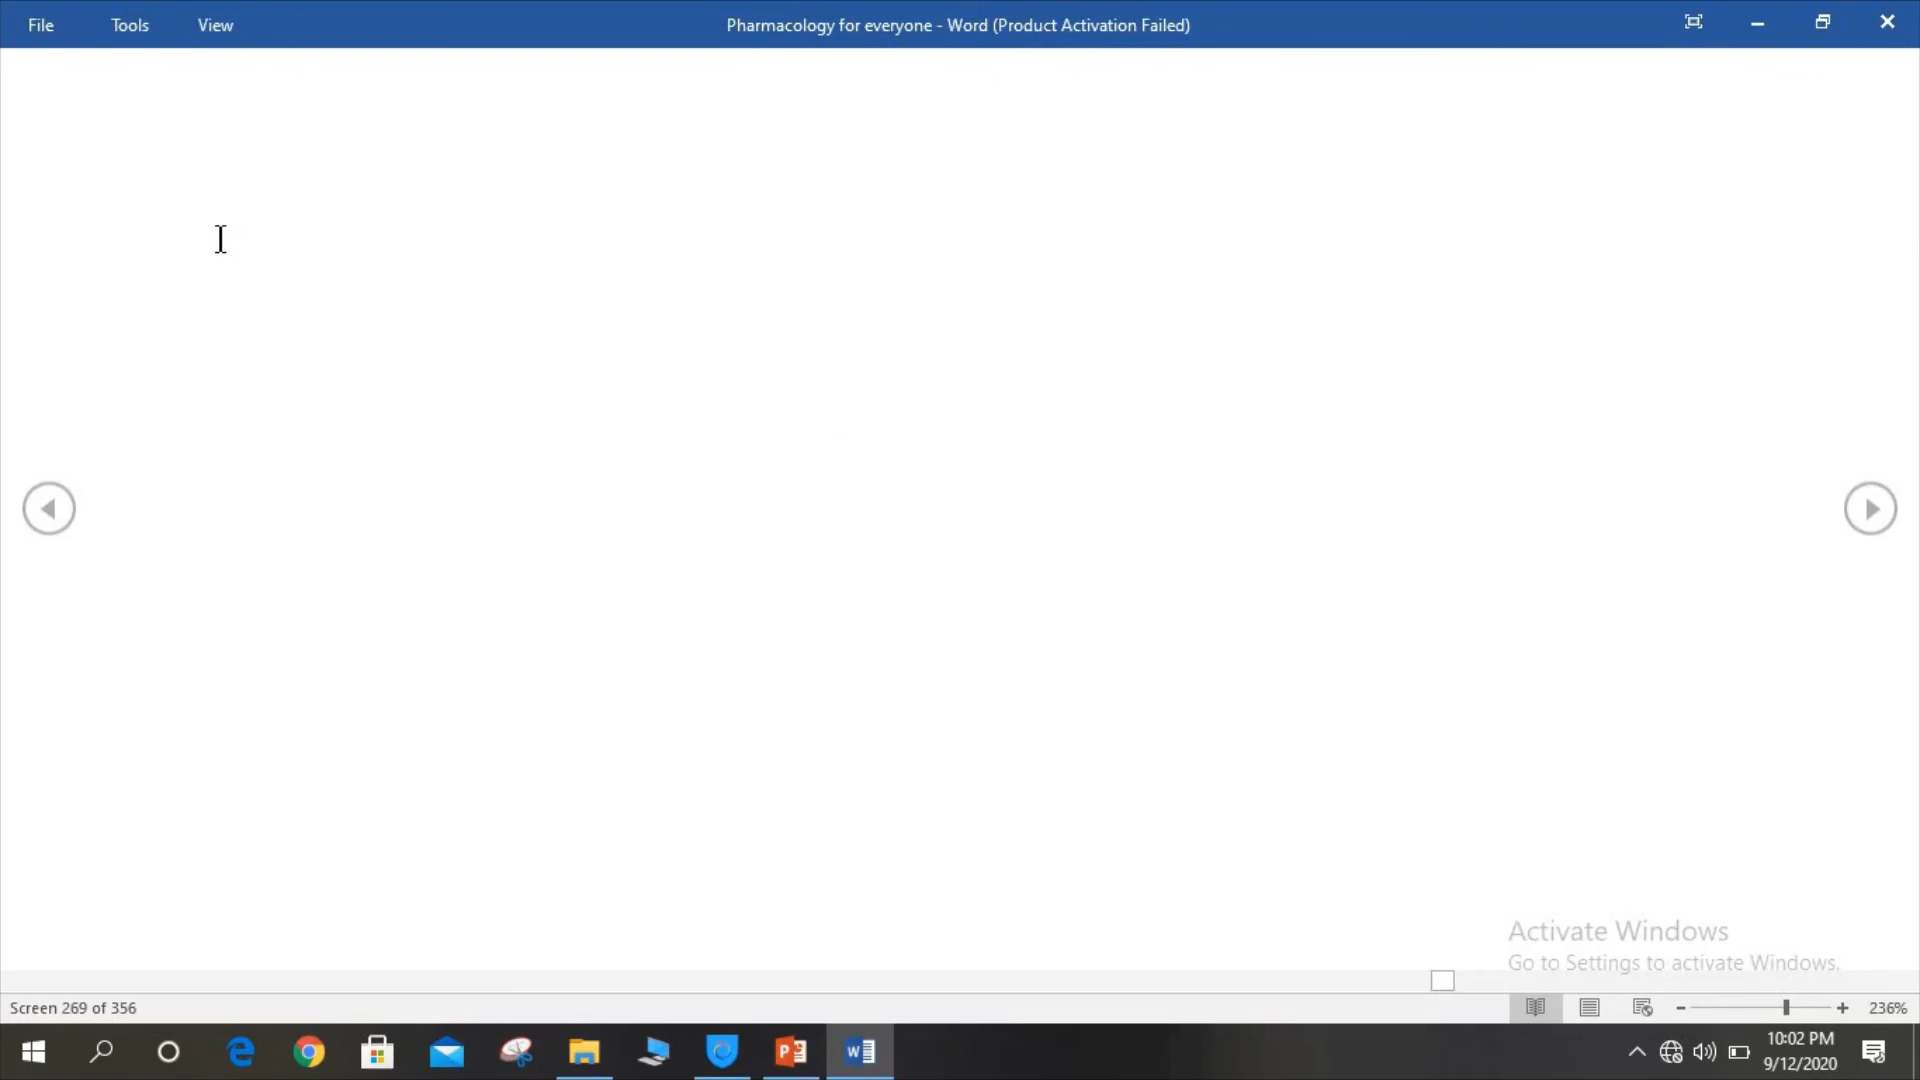 File Tools View Pharmacology for everyone - Word (Product Activation Failed)
Activate Windows
Go to Settings to activate Windows.
Screen 269 of 356 236%
10:02 PM
9/12/2020